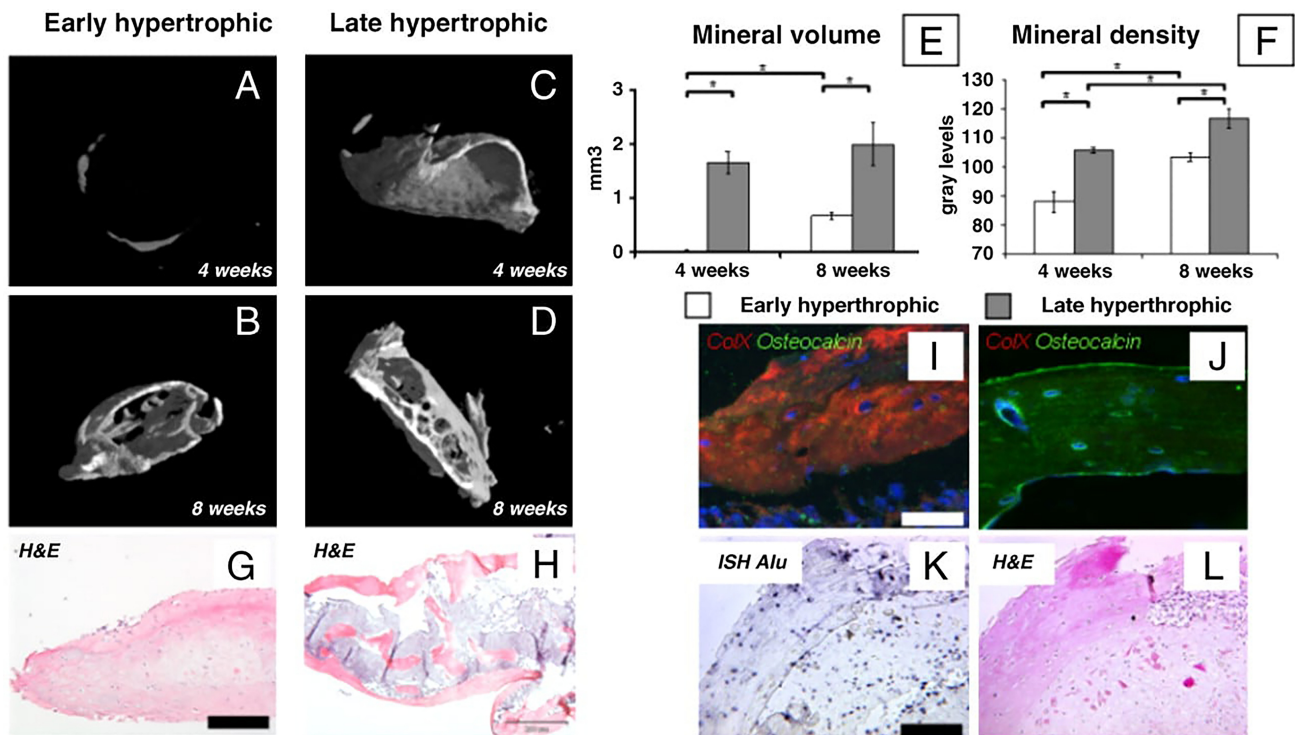 Early hypertrophic
Late hypertrophic
A
4 weeks
C
4 weeks
B
8 weeks
D
8 weeks
H&E
G
H&E
H
Mineral volume
E
mm3
3
2
1
0
*
*
*
4 weeks
8 weeks
Mineral density
F
gray levels
130
120
110
100
90
80
70
*
*
*
*
4 weeks
8 weeks
Early hyperthrophic
Late hyperthrophic
ColX Osteocalcin
I
ColX Osteocalcin
J
ISH Alu
K
H&E
L